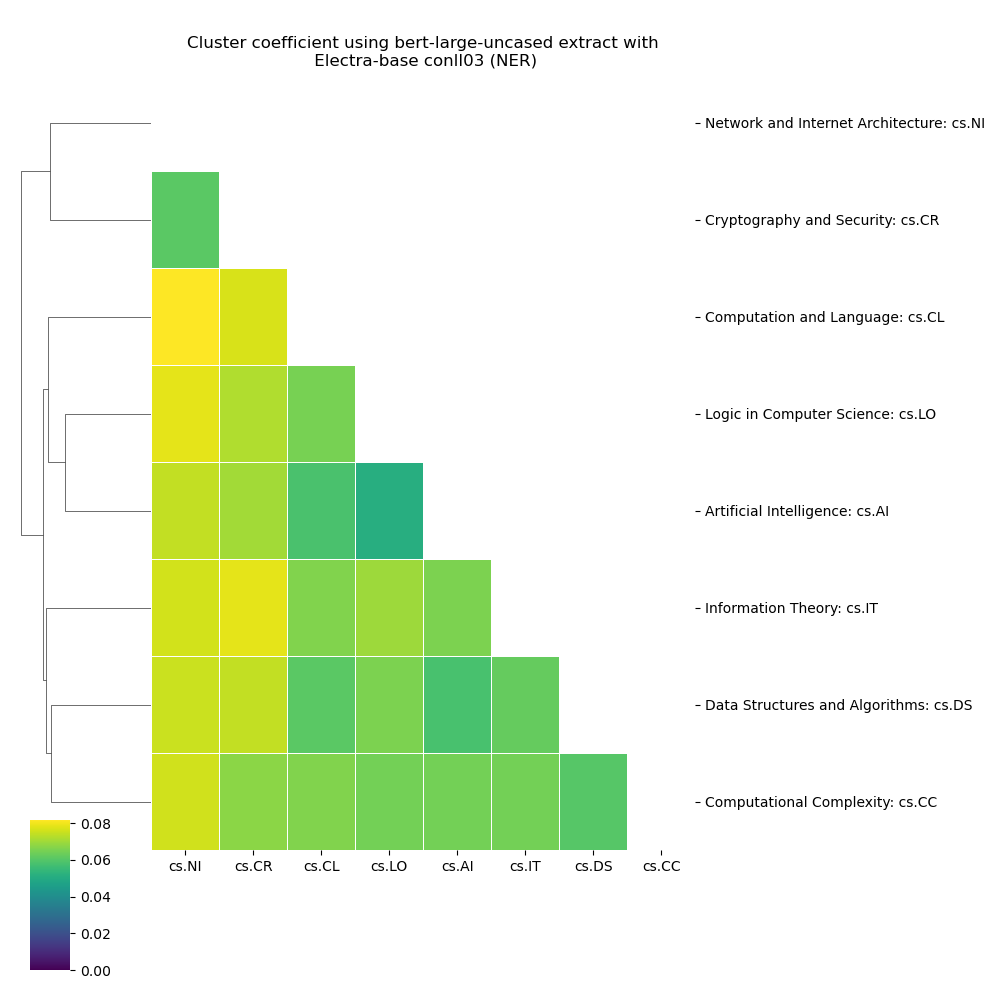 Cluster coefficient using bert-large-uncased extract with
Electra-base conll03 (NER)
Network and Internet Architecture: cs.NI
Cryptography and Security: cs.CR
Computation and Language: cs.CL
Logic in Computer Science: cs.LO
Artificial Intelligence: cs.AI
Information Theory: cs.IT
Data Structures and Algorithms: cs.DS
Computational Complexity: cs.CC
cs.NI cs.CR cs.CL cs.LO cs.AI cs.IT cs.DS cs.CC
0.08
0.06
0.04
0.02
0.00